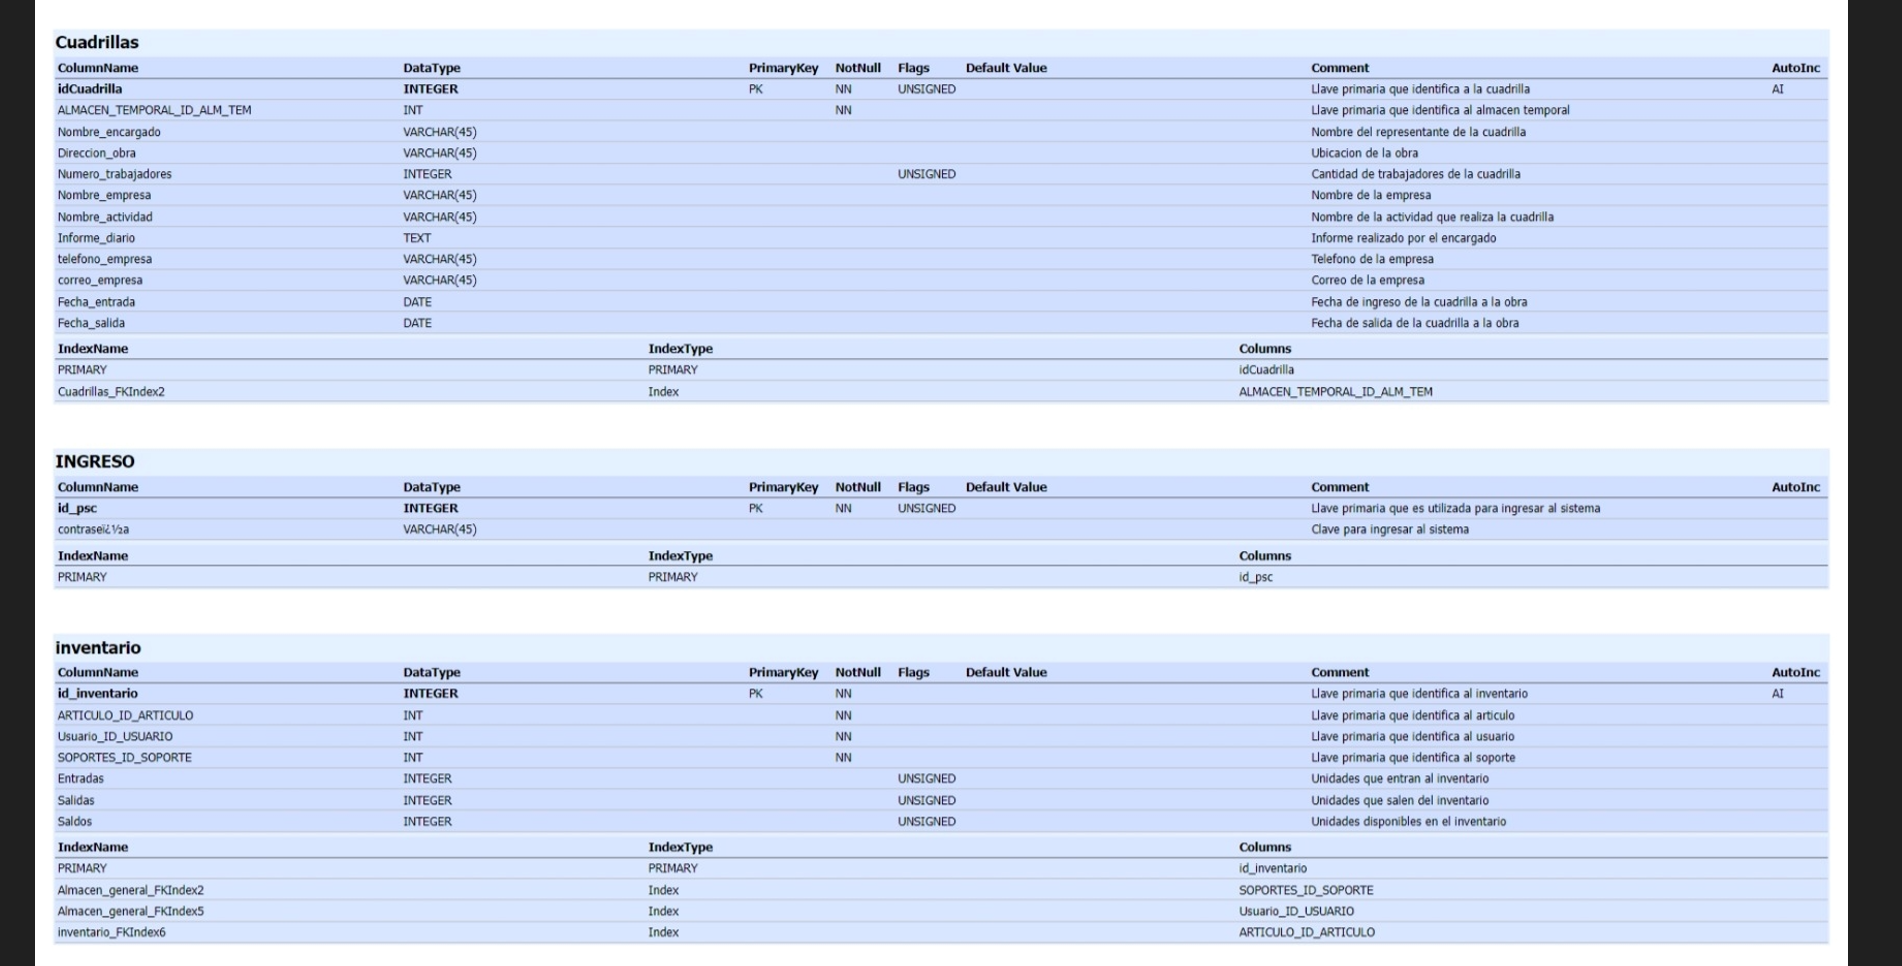 Cuadrillas
ColumnName DataType PrimaryKey NotNull Flags Default Value Comment AutoInc
idCuadrilla INTEGER PK NN UNSIGNED Llave primaria que identifica a la cuadrilla AI
ALMACEN_TEMPORAL_ID_ALM_TEM INT NN Llave primaria que identifica al almacen temporal
Nombre_encargado VARCHAR(45) Nombre del representante de la cuadrilla
Direccion_obra VARCHAR(45) Ubicacion de la obra
Numero_trabajadores INTEGER UNSIGNED Cantidad de trabajadores de la cuadrilla
Nombre_empresa VARCHAR(45) Nombre de la empresa
Nombre_actividad VARCHAR(45) Nombre de la actividad que realiza la cuadrilla
Informe_diario TEXT Informe realizado por el encargado
telefono_empresa VARCHAR(45) Telefono de la empresa
correo_empresa VARCHAR(45) Correo de la empresa
Fecha_entrada DATE Fecha de ingreso de la cuadrilla a la obra
Fecha_salida DATE Fecha de salida de la cuadrilla a la obra
IndexName IndexType Columns
PRIMARY PRIMARY idCuadrilla
Cuadrillas_FKIndex2 Index ALMACEN_TEMPORAL_ID_ALM_TEM
INGRESO
ColumnName DataType PrimaryKey NotNull Flags Default Value Comment AutoInc
id_psc INTEGER PK NN UNSIGNED Llave primaria que es utilizada para ingresar al sistema
contraseï¿½a VARCHAR(45) Clave para ingresar al sistema
IndexName IndexType Columns
PRIMARY PRIMARY id_psc
inventario
ColumnName DataType PrimaryKey NotNull Flags Default Value Comment AutoInc
id_inventario INTEGER PK NN Llave primaria que identifica al inventario AI
ARTICULO_ID_ARTICULO INT NN Llave primaria que identifica al articulo
Usuario_ID_USUARIO INT NN Llave primaria que identifica al usuario
SOPORTES_ID_SOPORTE INT NN Llave primaria que identifica al soporte
Entradas INTEGER UNSIGNED Unidades que entran al inventario
Salidas INTEGER UNSIGNED Unidades que salen del inventario
Saldos INTEGER UNSIGNED Unidades disponibles en el inventario
IndexName IndexType Columns
PRIMARY PRIMARY id_inventario
Almacen_general_FKIndex2 Index SOPORTES_ID_SOPORTE
Almacen_general_FKIndex5 Index Usuario_ID_USUARIO
inventario_FKIndex6 Index ARTICULO_ID_ARTICULO